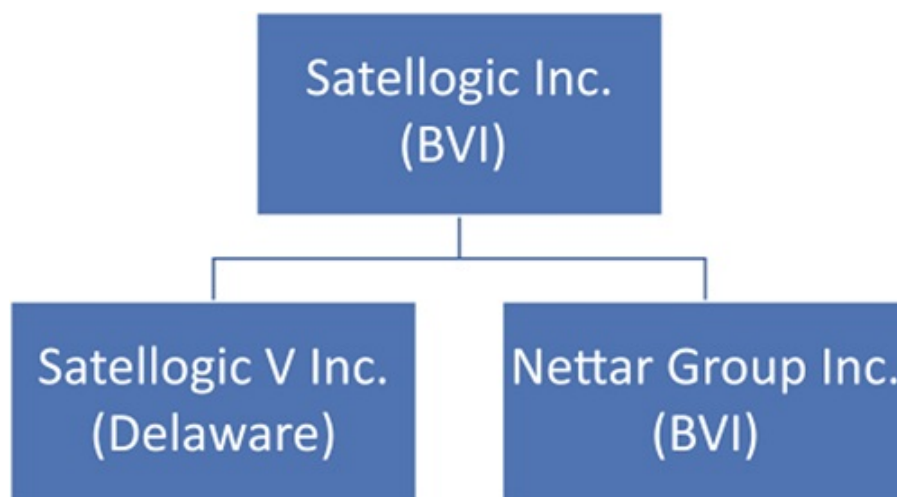 Satellogic Inc.
(BVI)
Satellogic V Inc.
(Delaware)
Nettar Group Inc.
(BVI)